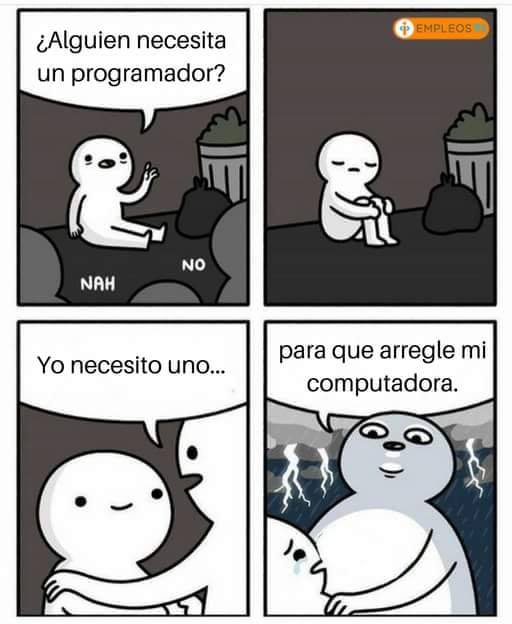 ¿Alguien necesita
un programador?
EMPLEOS
NAH
NO
Yo necesito uno...
para que arregle mi
computadora.